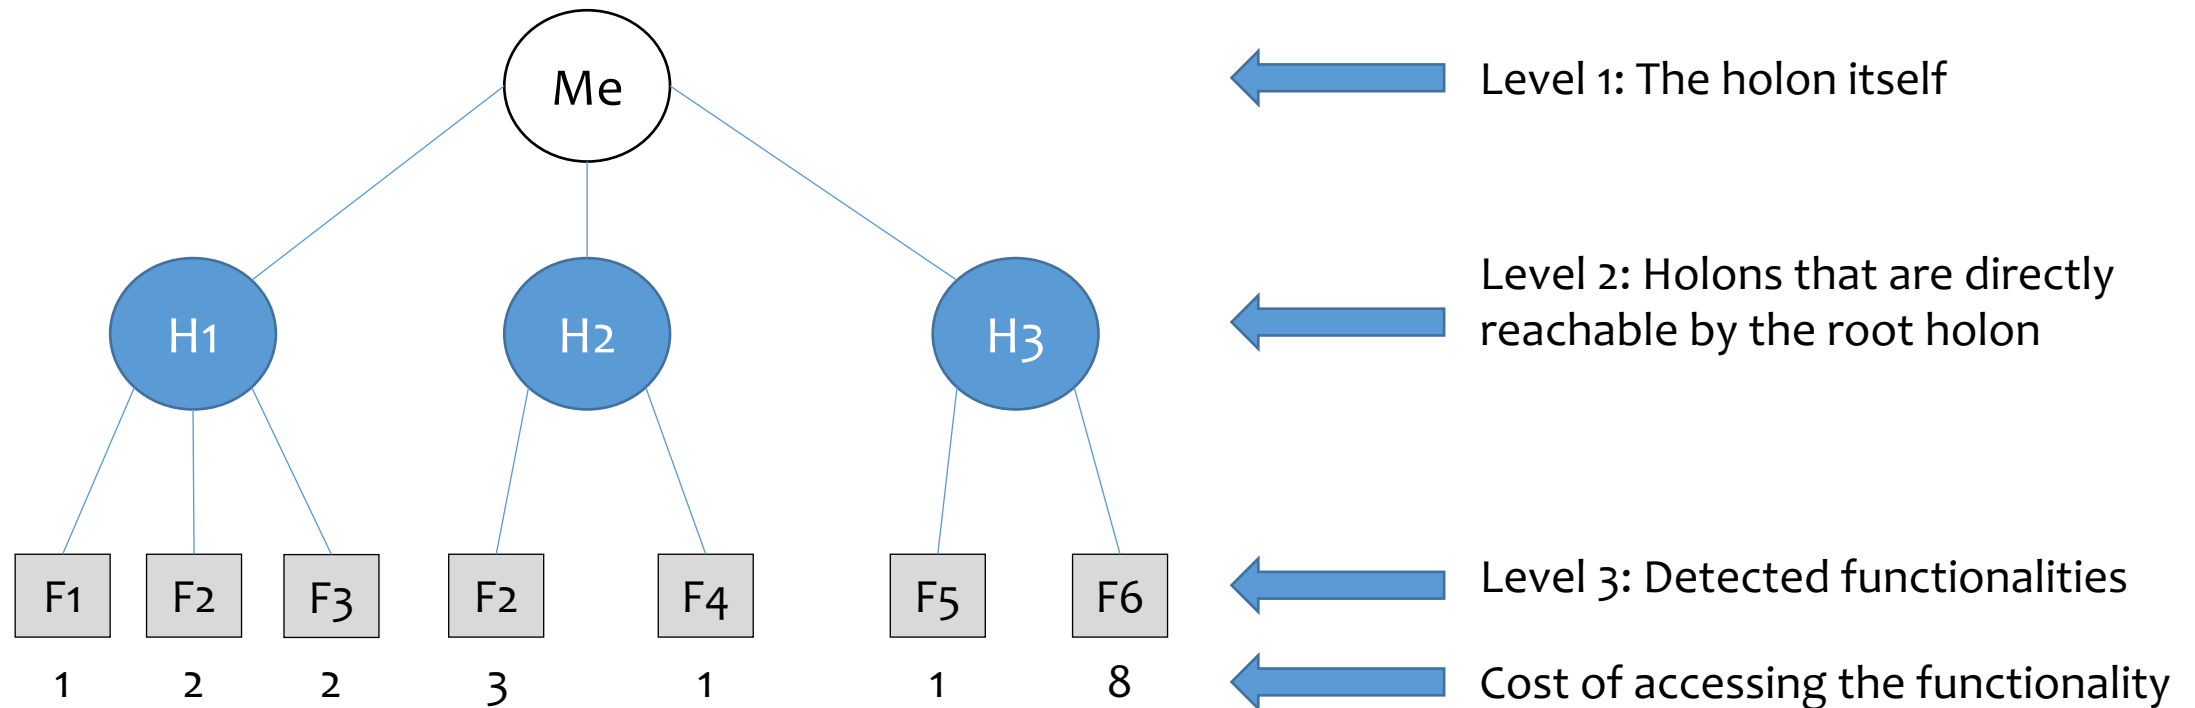 Me
Level 1: The holon itself
H1
H2
H3
Level 2: Holons that are directly
reachable by the root holon
F1
F2
F3
F2
F4
F5
F6
Level 3: Detected functionalities
1
2
2
3
1
1
8
Cost of accessing the functionality